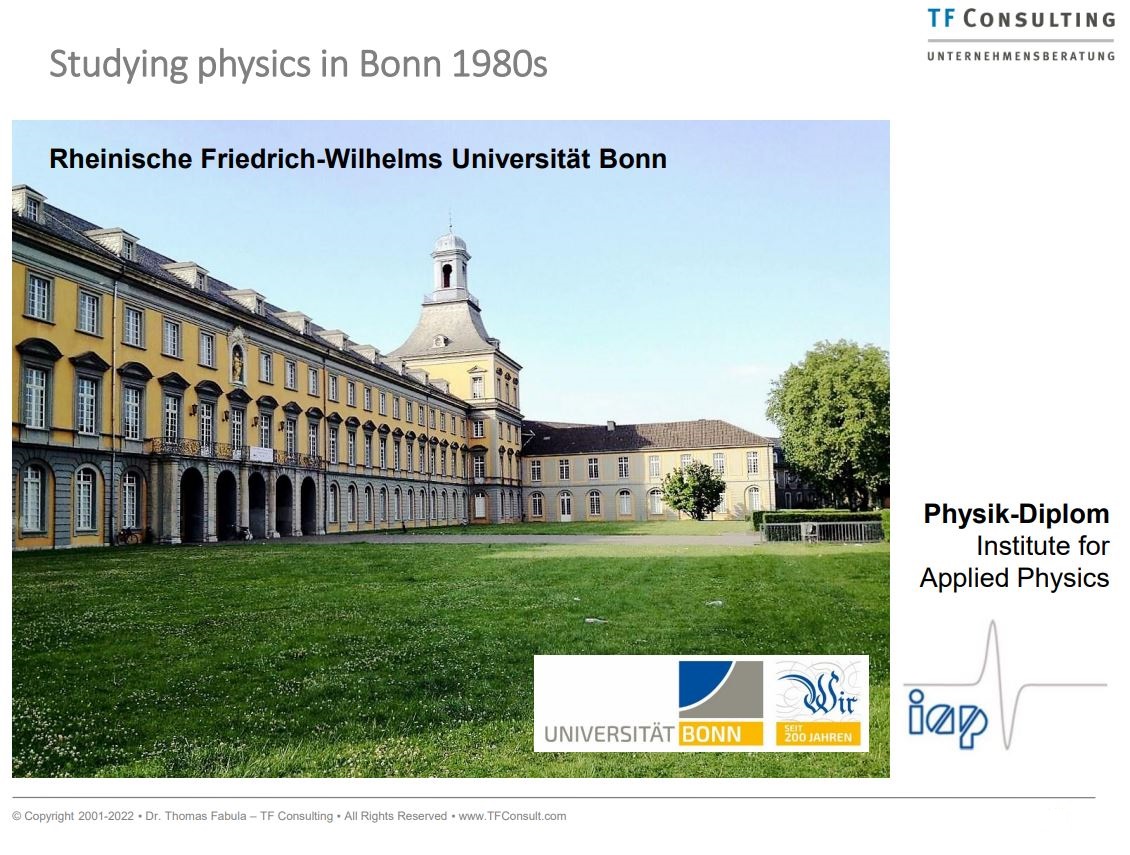 TF CONSULTING
UNTERNEHMENSBERATUNG
Studying physics in Bonn 1980s
Rheinische Friedrich-Wilhelms Universität Bonn
Physik-Diplom
Institute for
Applied Physics
iap
UNIVERSITÄT BONN
Wir
SEIT
200 JAHREN
© Copyright 2001-2022 • Dr. Thomas Fabula – TF Consulting • All Rights Reserved • www.TFConsult.com